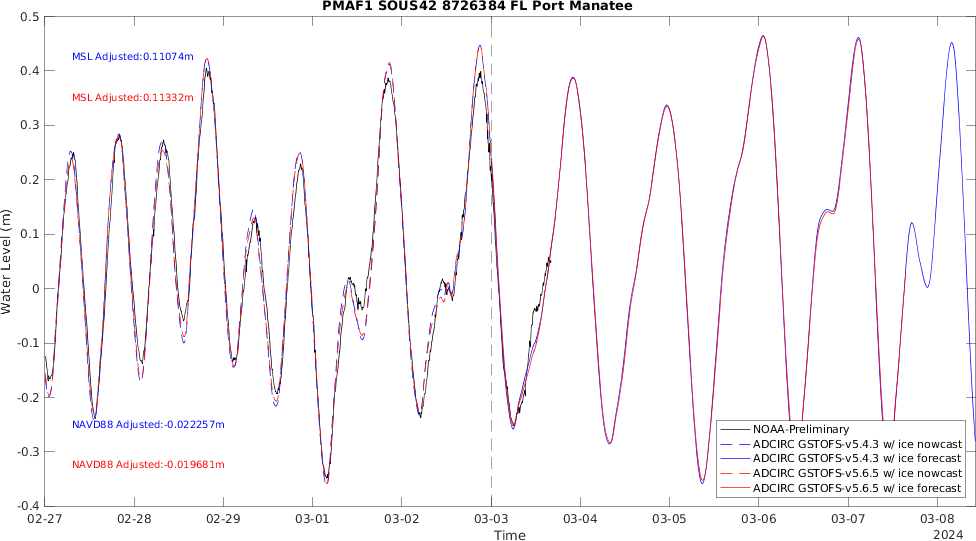 PMAF1 SOUS42 8726384 FL Port Manatee
0.5
0.4
0.3
0.2
0.1
0
-0.1
-0.2
-0.3
-0.4
Water Level (m)
MSL Adjusted:0.11074m
MSL Adjusted:0.11332m
NAVD88 Adjusted:-0.022257m
NAVD88 Adjusted:-0.019681m
NOAA-Preliminary
ADCIRC GSTOFS-v5.4.3 w/ ice nowcast
ADCIRC GSTOFS-v5.4.3 w/ ice forecast
ADCIRC GSTOFS-v5.6.5 w/ ice nowcast
ADCIRC GSTOFS-v5.6.5 w/ ice forecast
02-27 02-28 02-29 03-01 03-02 03-03 03-04 03-05 03-06 03-07 03-08
Time
2024